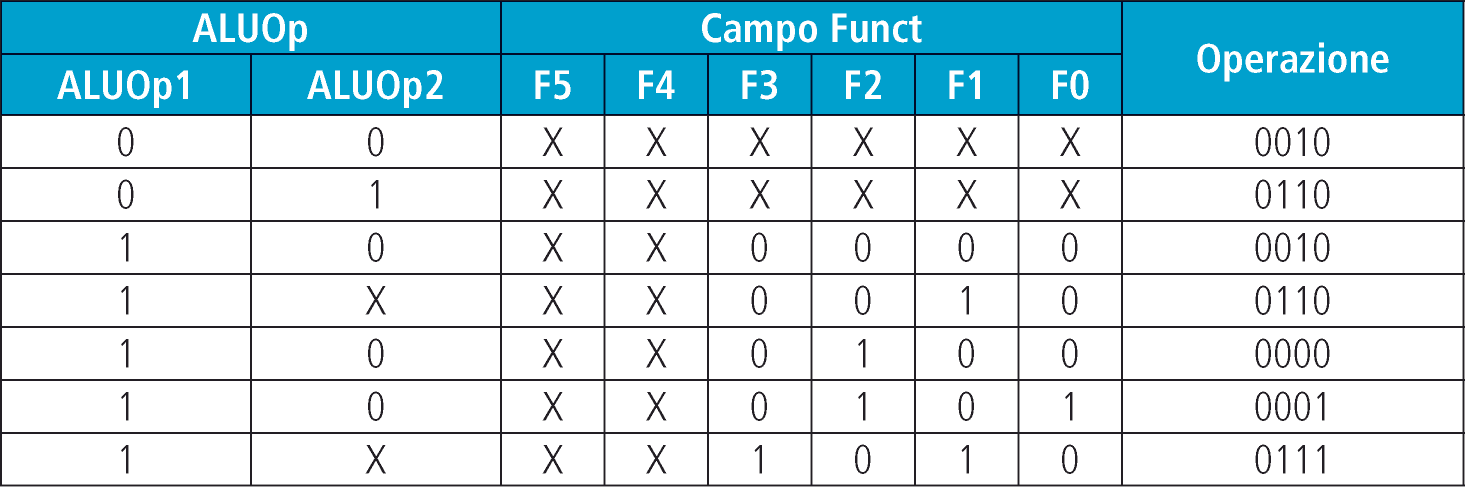 ALUOp Campo Funct Operazione
ALUOp1 ALUOp2 F5 F4 F3 F2 F1 F0
0 0 X X X X X X 0010
0 1 X X X X X X 0110
1 0 X X 0 0 0 0 0010
1 X X X 0 0 1 0 0110
1 0 X X 0 1 0 0 0000
1 0 X X 0 1 0 1 0001
1 X X X 1 0 1 0 0111